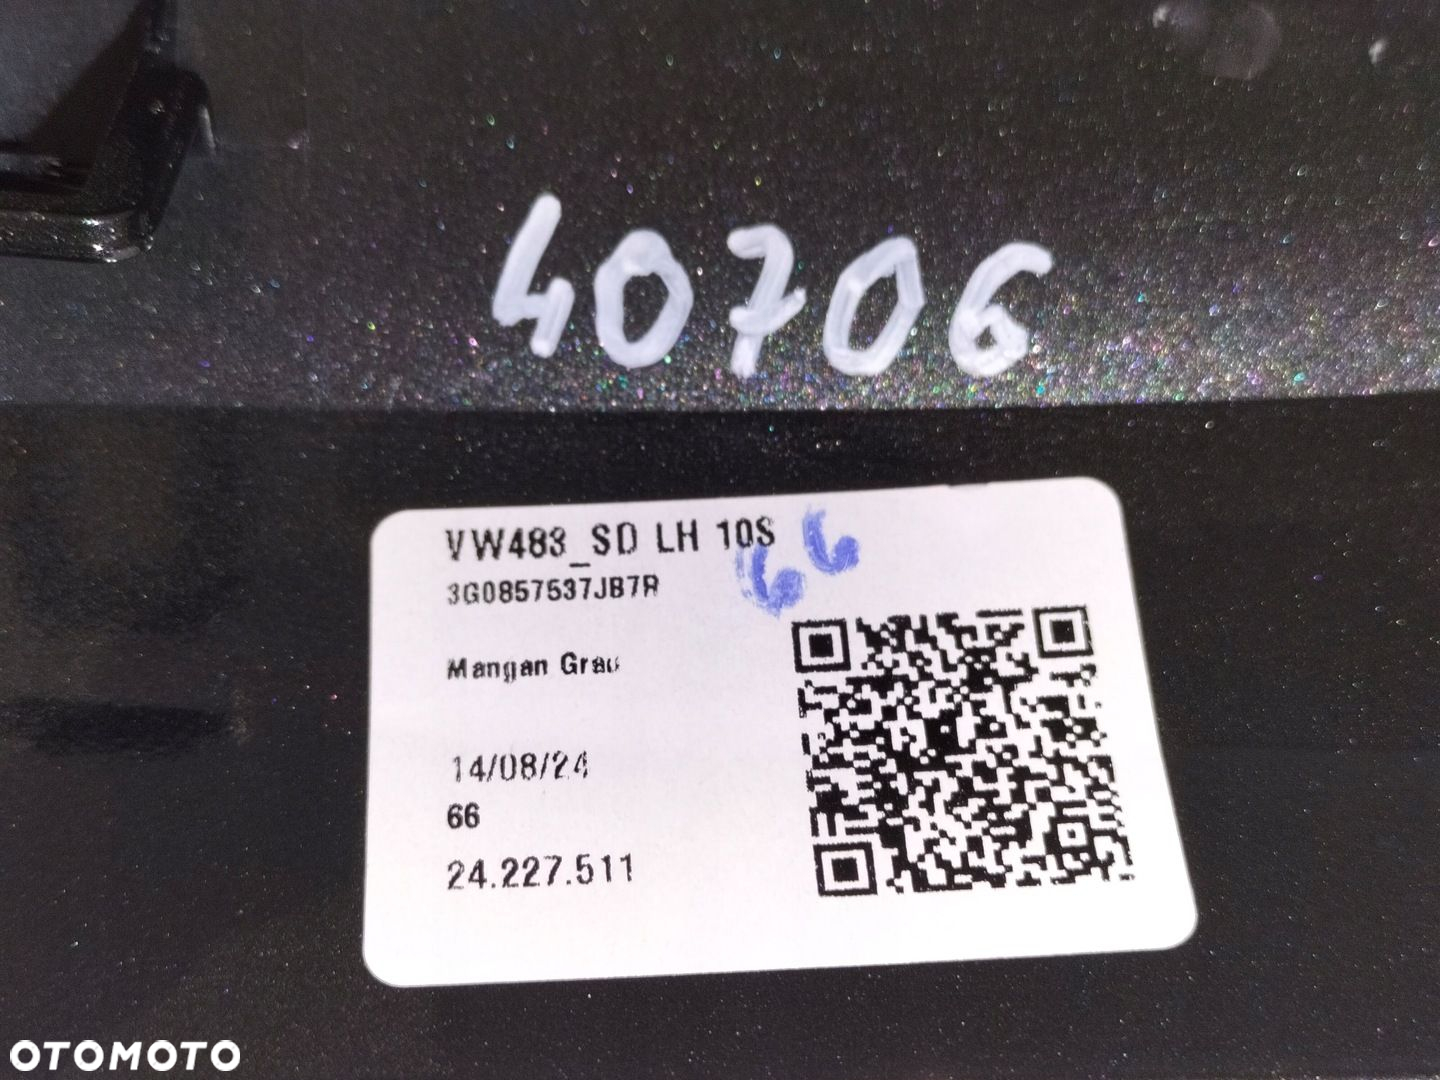 40706
VW483_SD LH 10S
66
3G0857537JB7R
Mangan Grau
14/08/24
66
24.227.511
OTOMOTO